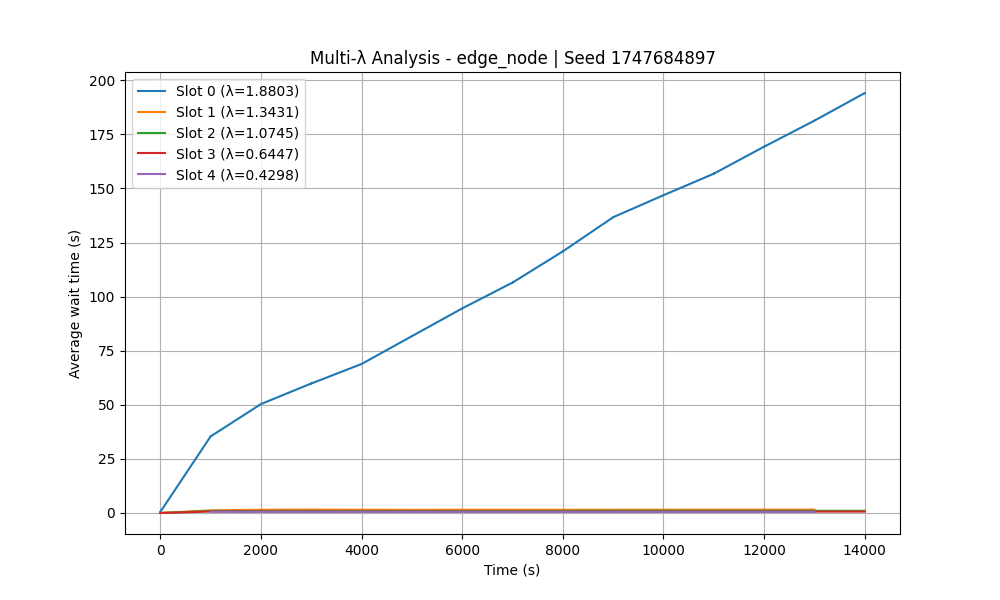 Multi-λ Analysis - edge_node | Seed 1747684897
Slot 0 (λ=1.8803)
Slot 1 (λ=1.3431)
Slot 2 (λ=1.0745)
Slot 3 (λ=0.6447)
Slot 4 (λ=0.4298)
Average wait time (s)
200
175
150
125
100
75
50
25
0
0 2000 4000 6000 8000 10000 12000 14000
Time (s)